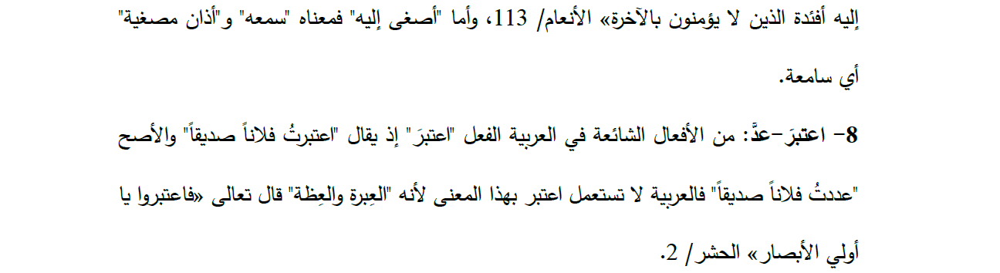 إليه أفئدة الذين لا يؤمنون بالآخرة» الأنعام/ 113، وأما "أصغى إليه" فمعناه "سمعه" و"أذان مصغية"
أي سامعة.
8- اعتبرَ-عدَّ: من الأفعال الشائعة في العربية الفعل "اعتبرَ" إذ يقال "اعتبرتُ فلاناً صديقاً" والأصح
"عددتُ فلاناً صديقاً" فالعربية لا تستعمل اعتبر بهذا المعنى لأنه "العِبرة والعِظة" قال تعالى «فاعتبروا يا
أولي الأبصار» الحشر/ 2.